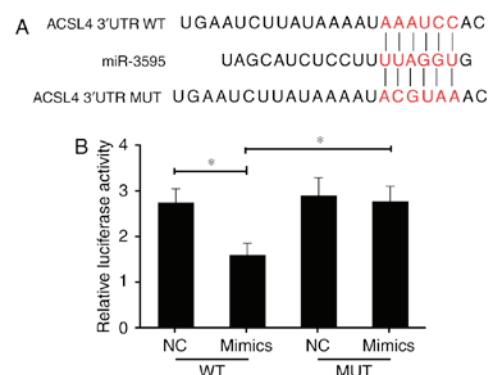 A
ACSL4 3'UTR WT UGAAUCUUAUAAAAUAAAUCCAC
miR-3595 UAGCAUCUCCUUUUAGGUG
ACSL4 3'UTR MUT UGAAUCUUAUAAAAUACGUAAAC
B
* *
Relative luciferase activity
4
3
2
1
0
NC Mimics NC Mimics
WT MUT